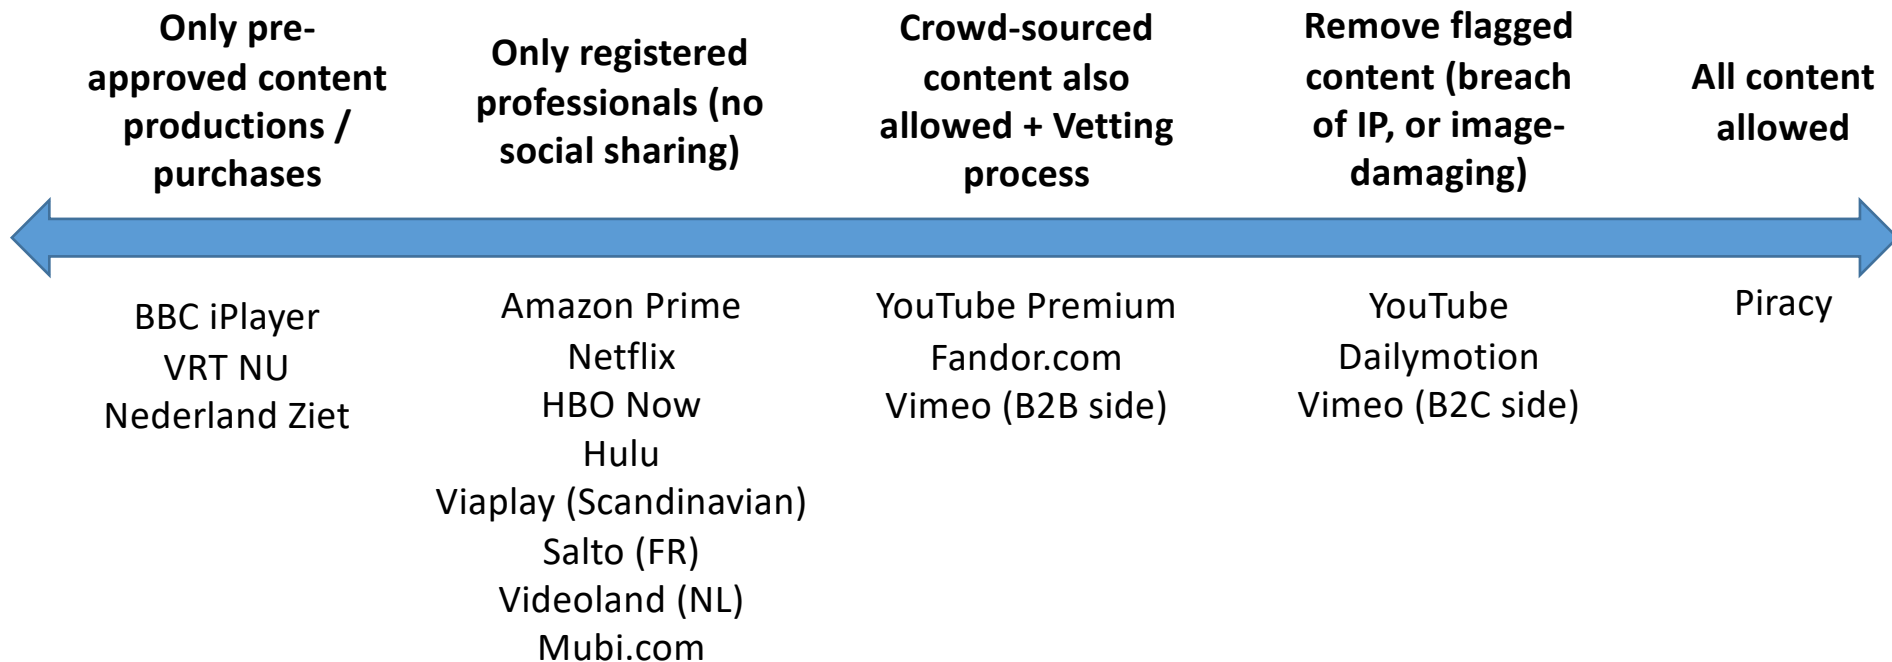 Only pre-
approved content
productions /
purchases
Only registered
professionals (no
social sharing)
Crowd-sourced
content also
allowed + Vetting
process
Remove flagged
content (breach
of IP, or image-
damaging)
All content
allowed
BBC iPlayer
VRT NU
Nederland Ziet
Amazon Prime
Netflix
HBO Now
Hulu
Viaplay (Scandinavian)
Salto (FR)
Videoland (NL)
Mubi.com
YouTube Premium
Fandor.com
Vimeo (B2B side)
YouTube
Dailymotion
Vimeo (B2C side)
Piracy